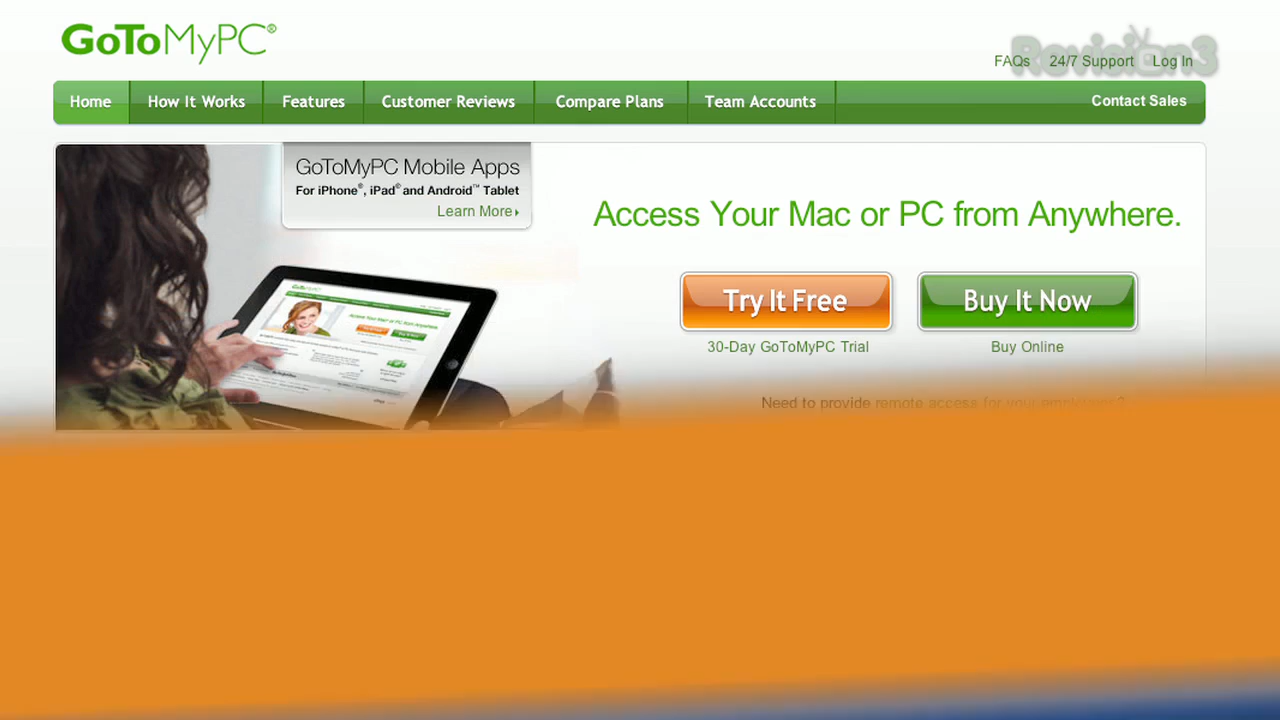 GoToMyPC®
Revision3
FAQs 24/7 Support Log In
Home How It Works Features Customer Reviews Compare Plans Team Accounts Contact Sales
GoToMyPC Mobile Apps
For iPhone®, iPad® and Android™ Tablet
Learn More
Access Your Mac or PC from Anywhere.
Try It Free Buy It Now
30-Day GoToMyPC Trial Buy Online
Need to provide remote access for your employees?